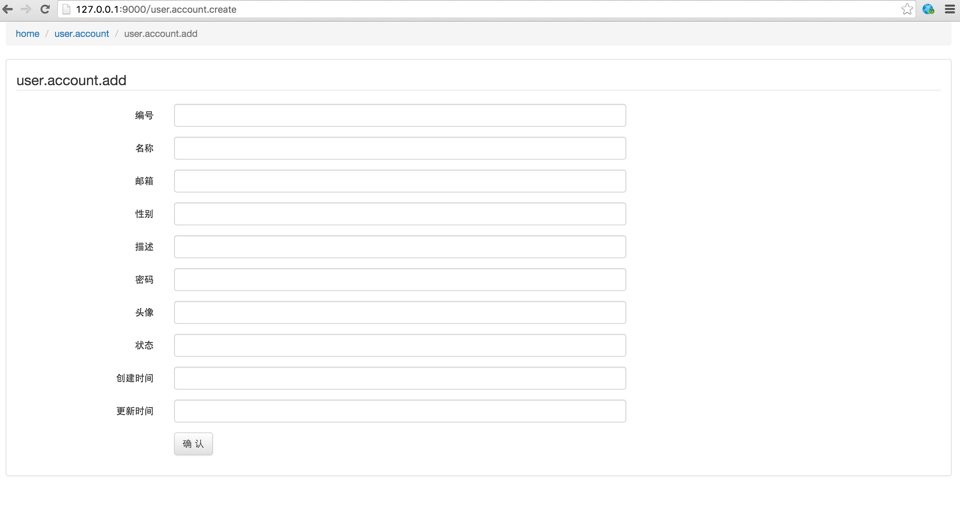 127.0.0.1:9000/user.account.create
home / user.account / user.account.add
user.account.add
编号
名称
邮箱
性别
描述
密码
头像
状态
创建时间
更新时间
确 认